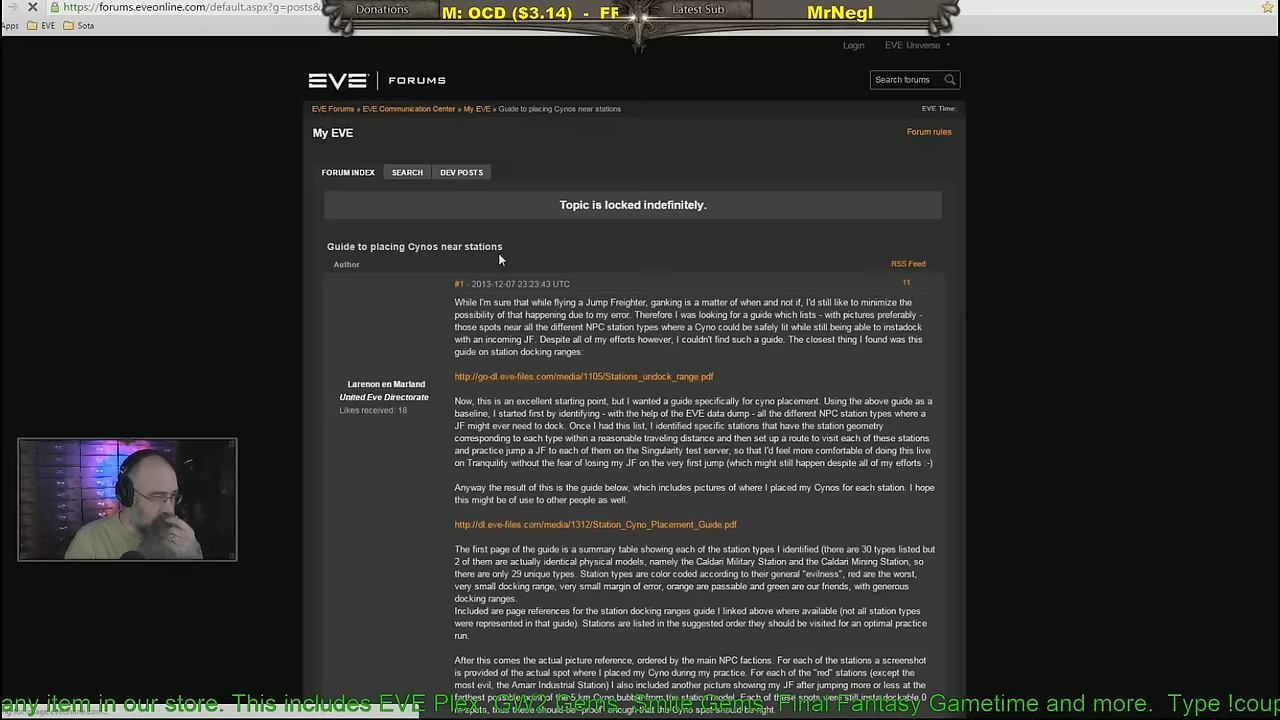 https://forums.eveonline.com/default.aspx?g=posts&
Donations
M: OCD ($3.14) - FF
Latest Sub
MrNegl
Apps
EVE
Sota
Login
EVE Universe
EVE | FORUMS
Search forums
EVE Forums » EVE Communication Center » My EVE » Guide to placing Cynos near stations
EVE Time:
My EVE
Forum rules
FORUM INDEX
SEARCH
DEV POSTS
Topic is locked indefinitely.
Guide to placing Cynos near stations
Author
RSS Feed
#1 - 2013-12-07 23:23:43 UTC
11
While I'm sure that while flying a Jump Freighter, ganking is a matter of when and not if, I'd still like to minimize the
possibility of that happening due to my error. Therefore I was looking for a guide which lists - with pictures preferably -
those spots near all the different NPC station types where a Cyno could be safely lit while still being able to instadock
with an incoming JF. Despite all of my efforts however, I couldn't find such a guide. The closest thing I found was this
guide on station docking ranges:
http://go-dl.eve-files.com/media/1105/Stations_undock_range.pdf
Larenon en Marland
United Eve Directorate
Likes received: 18
Now, this is an excellent starting point, but I wanted a guide specifically for cyno placement. Using the above guide as a
baseline, I started first by identifying - with the help of the EVE data dump - all the different NPC station types where a
JF might ever need to dock. Once I had this list, I identified specific stations that have the station geometry
corresponding to each type within a reasonable traveling distance and then set up a route to visit each of these stations
and practice jump a JF to each of them on the Singularity test server, so that I'd feel more comfortable of doing this live
on Tranquility without the fear of losing my JF on the very first jump (which might still happen despite all of my efforts :-)
Anyway the result of this is the guide below, which includes pictures of where I placed my Cynos for each station. I hope
this might be of use to other people as well.
http://dl.eve-files.com/media/1312/Station_Cyno_Placement_Guide.pdf
The first page of the guide is a summary table showing each of the station types I identified (there are 30 types listed but
2 of them are actually identical physical models, namely the Caldari Military Station and the Caldari Mining Station, so
there are only 29 unique types. Station types are color coded according to their general "evilness", red are the worst,
very small docking range, very small margin of error, orange are passable and green are our friends, with generous
docking ranges.
Included are page references for the station docking ranges guide I linked above where available (not all station types
were represented in that guide). Stations are listed in the suggested order they should be visited for an optimal practice
run.
After this comes the actual picture reference, ordered by the main NPC factions. For each of the stations a screenshot
is provided of the actual spot where I placed my Cyno during my practice. For each of the "red" stations (except the
most evil, the Amarr Industrial Station) I also included another picture showing my JF after jumping more or less at the
any item in our store. This includes EVE Plex, GW2 Gems, Smite Gems, Final Fantasy Gametime and more. Type !coup